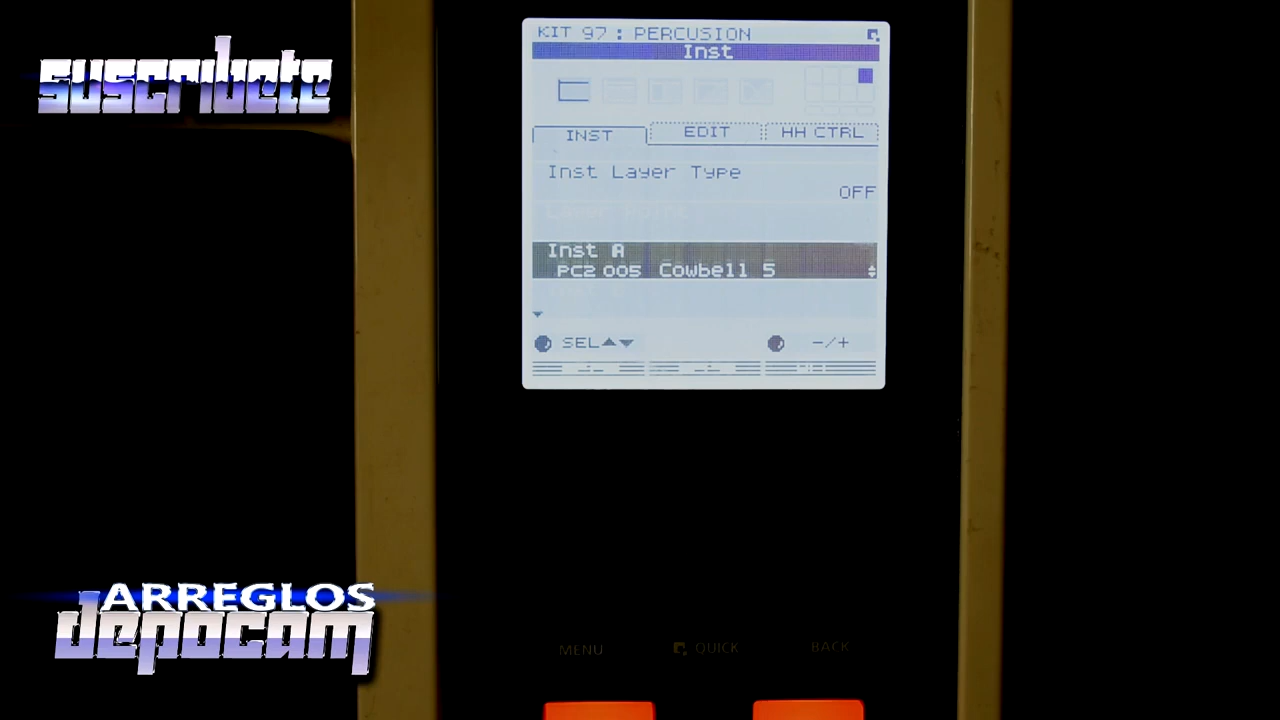 suscribete
KIT 97 : PERCUSION
Inst
INST EDIT HH CTRL
Inst Layer Type
OFF
Inst A
PC2 005 Cowbell 5
SEL▲▼ -/+
ARREGLOS
depocam
MENU QUICK BACK